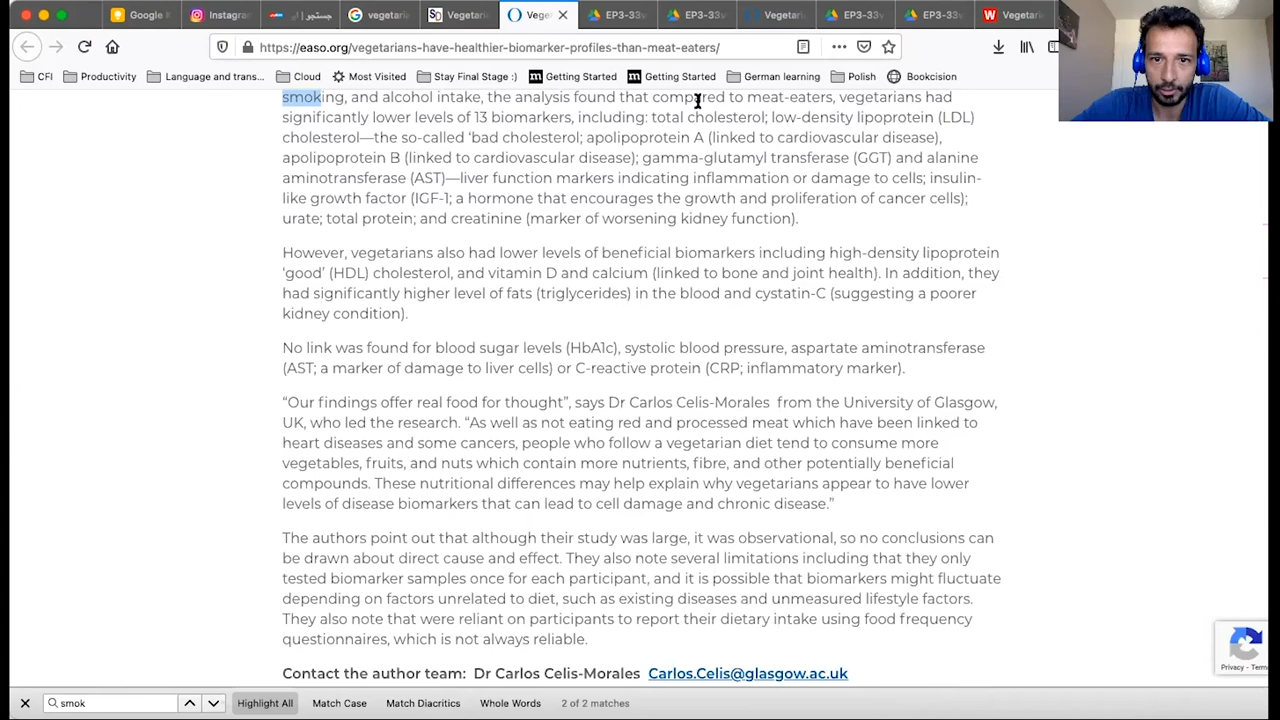 Google K
Instagram
جستجو | ای
vegetari
Vegetari
Vege
EP3-33v
EP3-33
Vegetari
EP3-33
EP3-33
Vegetari
https://easo.org/vegetarians-have-healthier-biomarker-profiles-than-meat-eaters/
CFI
Productivity
Language and trans...
Cloud
Most Visited
Stay Final Stage :)
Getting Started
Getting Started
German learning
Polish
Bookcision
smoking, and alcohol intake, the analysis found that compared to meat-eaters, vegetarians had
significantly lower levels of 13 biomarkers, including: total cholesterol; low-density lipoprotein (LDL)
cholesterol—the so-called ‘bad cholesterol; apolipoprotein A (linked to cardiovascular disease),
apolipoprotein B (linked to cardiovascular disease); gamma-glutamyl transferase (GGT) and alanine
aminotransferase (AST)—liver function markers indicating inflammation or damage to cells; insulin-
like growth factor (IGF-1; a hormone that encourages the growth and proliferation of cancer cells);
urate; total protein; and creatinine (marker of worsening kidney function).
However, vegetarians also had lower levels of beneficial biomarkers including high-density lipoprotein
‘good’ (HDL) cholesterol, and vitamin D and calcium (linked to bone and joint health). In addition, they
had significantly higher level of fats (triglycerides) in the blood and cystatin-C (suggesting a poorer
kidney condition).
No link was found for blood sugar levels (HbA1c), systolic blood pressure, aspartate aminotransferase
(AST; a marker of damage to liver cells) or C-reactive protein (CRP; inflammatory marker).
“Our findings offer real food for thought”, says Dr Carlos Celis-Morales from the University of Glasgow,
UK, who led the research. “As well as not eating red and processed meat which have been linked to
heart diseases and some cancers, people who follow a vegetarian diet tend to consume more
vegetables, fruits, and nuts which contain more nutrients, fibre, and other potentially beneficial
compounds. These nutritional differences may help explain why vegetarians appear to have lower
levels of disease biomarkers that can lead to cell damage and chronic disease.”
The authors point out that although their study was large, it was observational, so no conclusions can
be drawn about direct cause and effect. They also note several limitations including that they only
tested biomarker samples once for each participant, and it is possible that biomarkers might fluctuate
depending on factors unrelated to diet, such as existing diseases and unmeasured lifestyle factors.
They also note that were reliant on participants to report their dietary intake using food frequency
questionnaires, which is not always reliable.
Contact the author team: Dr Carlos Celis-Morales Carlos.Celis@glasgow.ac.uk
Privacy - Term
smok
Highlight All
Match Case
Match Diacritics
Whole Words
2 of 2 matches